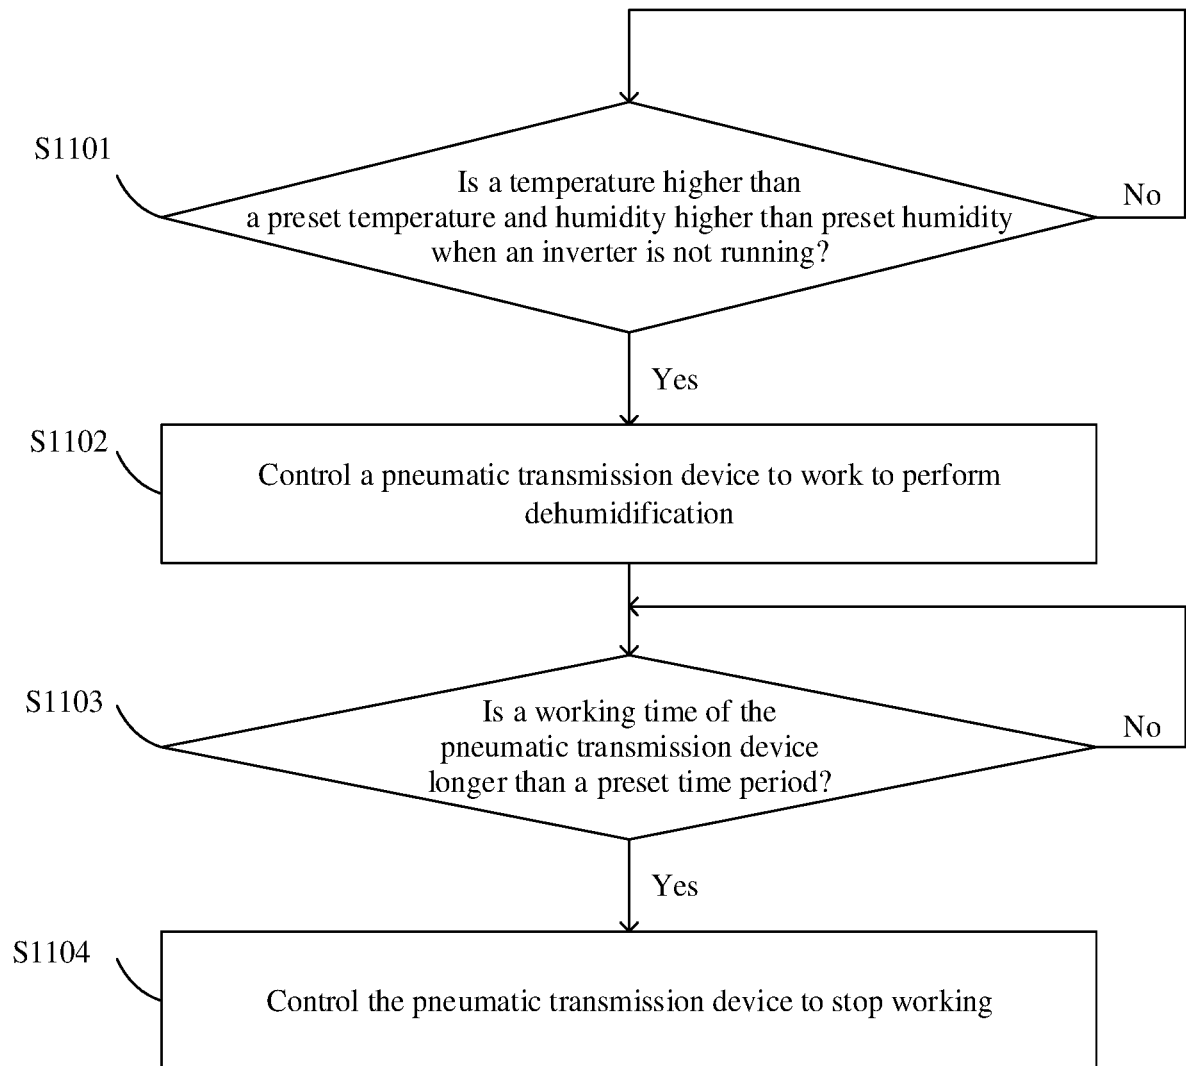 S1101
Is a temperature higher than
a preset temperature and humidity higher than preset humidity
when an inverter is not running?
No
Yes
S1102
Control a pneumatic transmission device to work to perform
dehumidification
S1103
Is a working time of the
pneumatic transmission device
longer than a preset time period?
No
Yes
S1104
Control the pneumatic transmission device to stop working